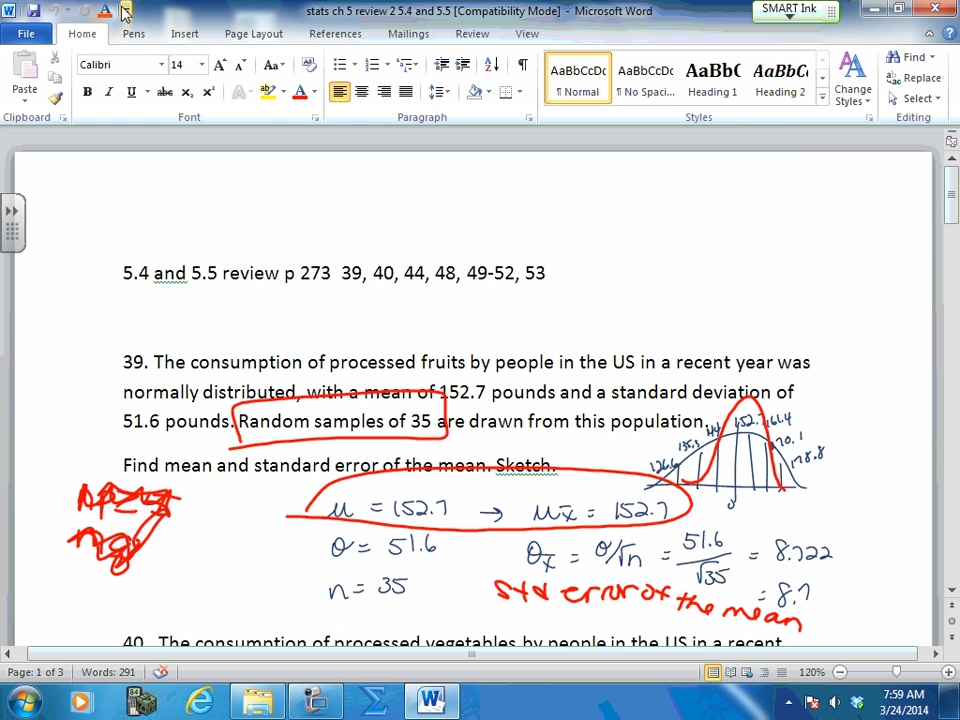 stats ch 5 review 2 5.4 and 5.5 [Compatibility Mode] - Microsoft Word
SMART Ink
File Home Pens Insert Page Layout References Mailings Review View
Calibri 14 Aa
Paste
B I U abc x₂ x² A A
AaBbCcDc AaBbCcDc AaBbC AaBbCc
¶ Normal ¶ No Spaci... Heading 1 Heading 2
Change Styles
Find
Replace
Select
Clipboard Font Paragraph Styles Editing
5.4 and 5.5 review p 273 39, 40, 44, 48, 49-52, 53
39. The consumption of processed fruits by people in the US in a recent year was
normally distributed, with a mean of 152.7 pounds and a standard deviation of
51.6 pounds. Random samples of 35 are drawn from this population.
126.6 135.3 144 152.7 161.4 170.1 178.8
Find mean and standard error of the mean. Sketch.
μ = 152.7 → μx̄ = 152.7
σ = 51.6 σx̄ = σ/√n = 51.6/√35 = 8.722
n = 35 = 8.7
std error of the mean
40. The consumption of processed vegetables by people in the US in a recent
Page: 1 of 3 Words: 291 120%
7:59 AM
3/24/2014